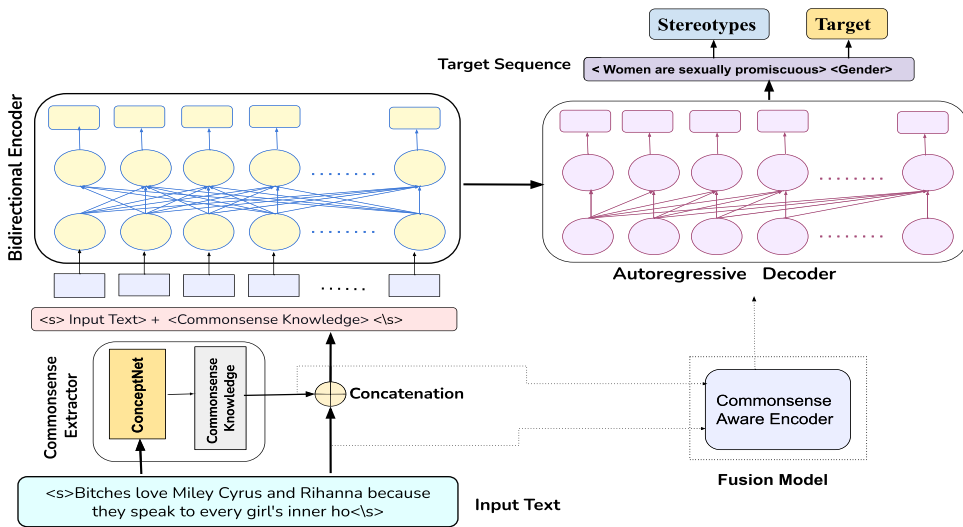 Stereotypes
Target
Target Sequence
< Women are sexually promiscuous> <Gender>
Bidirectional Encoder
Autoregressive Decoder
<s> Input Text> + <Commonsense Knowledge> <\s>
Commonsense
Extractor
ConceptNet
Commonsense
Knowledge
Concatenation
Commonsense
Aware Encoder
Fusion Model
<s>Bitches love Miley Cyrus and Rihanna because
they speak to every girl's inner ho<\s>
Input Text